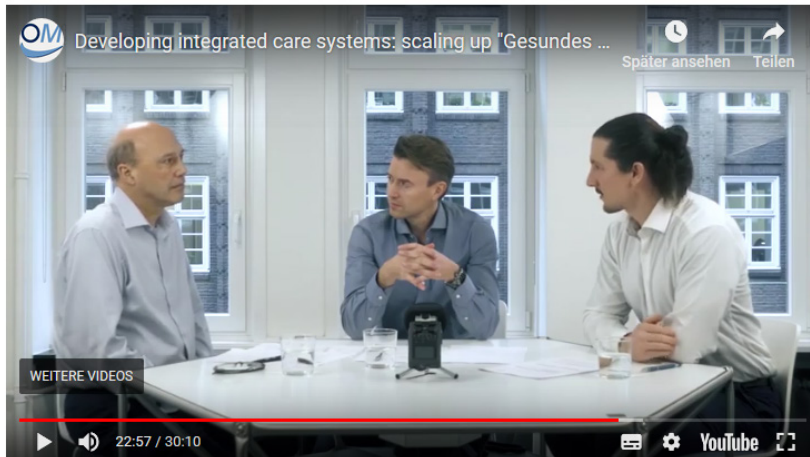 OM
Developing integrated care systems: scaling up "Gesundes ...
Später ansehen
Teilen
WEITERE VIDEOS
22:57 / 30:10
YouTube